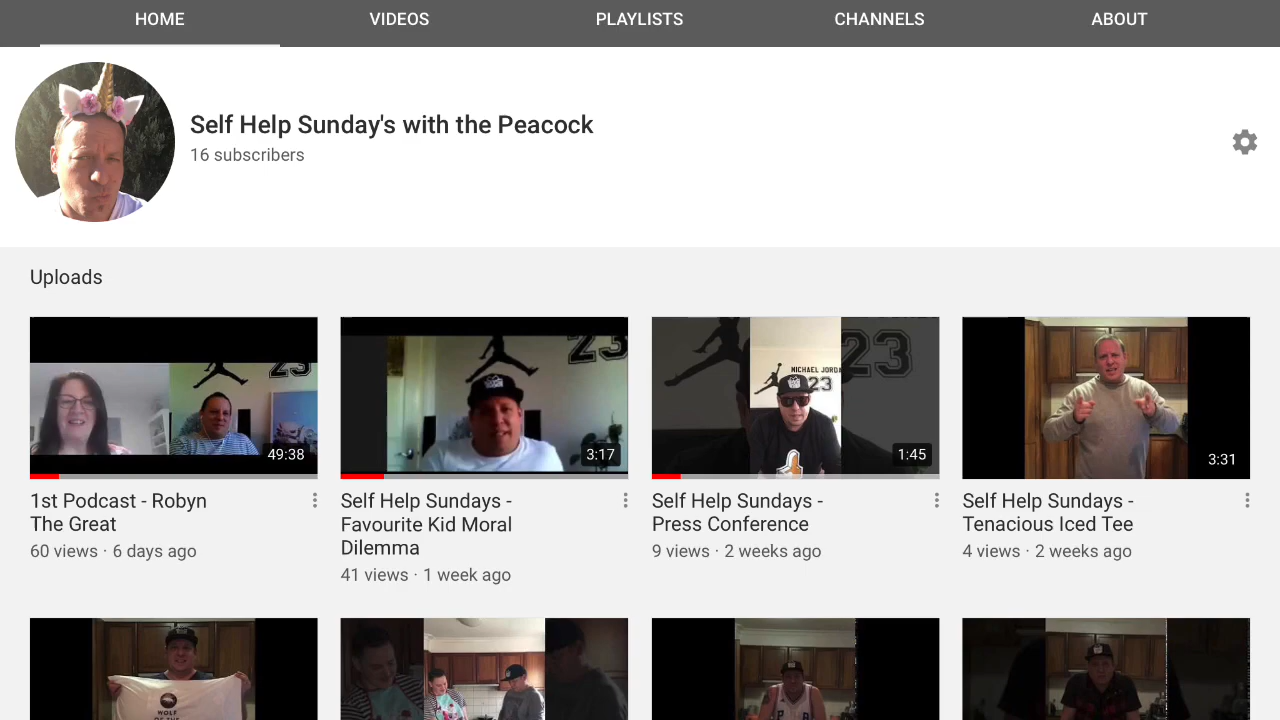 HOME VIDEOS PLAYLISTS CHANNELS ABOUT
Self Help Sunday's with the Peacock
16 subscribers
Uploads
23
49:38
23
3:17
MICHAEL JORDA
23
23
1:45
3:31
1st Podcast - Robyn
The Great
60 views · 6 days ago
Self Help Sundays -
Favourite Kid Moral
Dilemma
41 views · 1 week ago
Self Help Sundays -
Press Conference
9 views · 2 weeks ago
Self Help Sundays -
Tenacious Iced Tee
4 views · 2 weeks ago
WOLF
OF THE